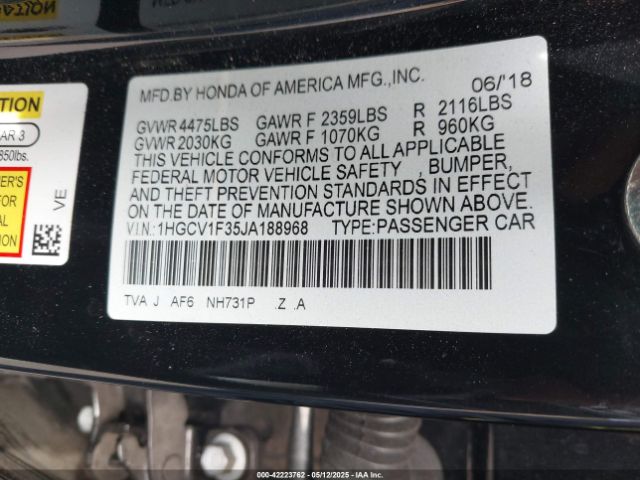 MFD.BY HONDA OF AMERICA MFG.,INC. 06/'18
GVWR 4475LBS GAWR F 2359LBS R 2116LBS
GVWR 2030KG GAWR F 1070KG R 960KG
THIS VEHICLE CONFORMS TO ALL APPLICABLE
FEDERAL MOTOR VEHICLE SAFETY , BUMPER,
AND THEFT PREVENTION STANDARDS IN EFFECT
ON THE DATE OF MANUFACTURE SHOWN ABOVE.
V.I.N.:1HGCV1F35JA188968 TYPE:PASSENGER CAR
TVA J AF6 NH731P .Z .A
TION
AR 3
850lbs.
ER'S
FOR
AL
ION
VE
000-42223762 - 05/12/2025 - IAA Inc.